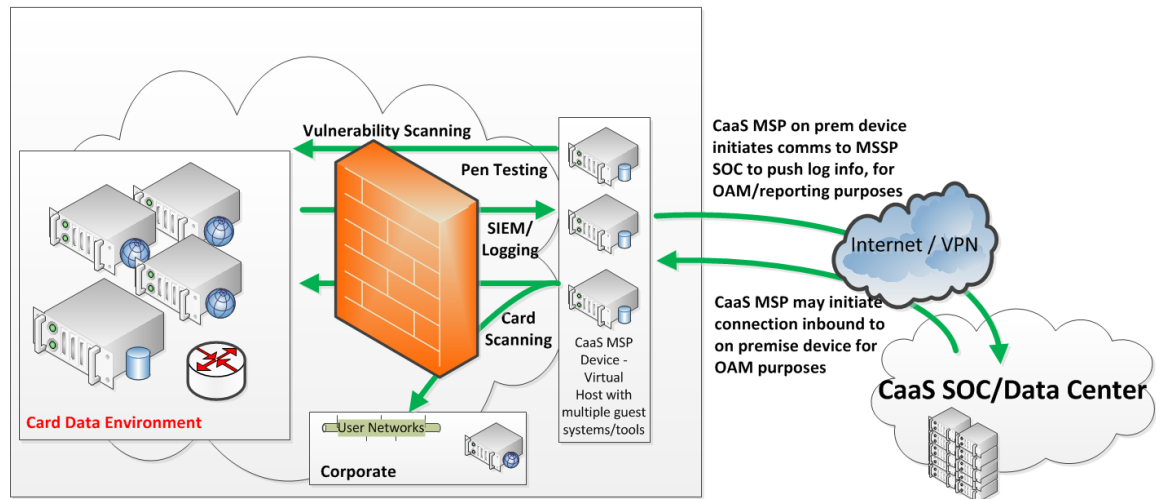 Vulnerability Scanning
Pen Testing
SIEM/
Logging
Card
Scanning
Card Data Environment
User Networks
Corporate
CaaS MSP
Device -
Virtual
Host with
multiple guest
systems/tools
CaaS MSP on prem device
initiates comms to MSSP
SOC to push log info, for
OAM/reporting purposes
Internet / VPN
CaaS MSP may initiate
connection inbound to
on premise device for
OAM purposes
CaaS SOC/Data Center